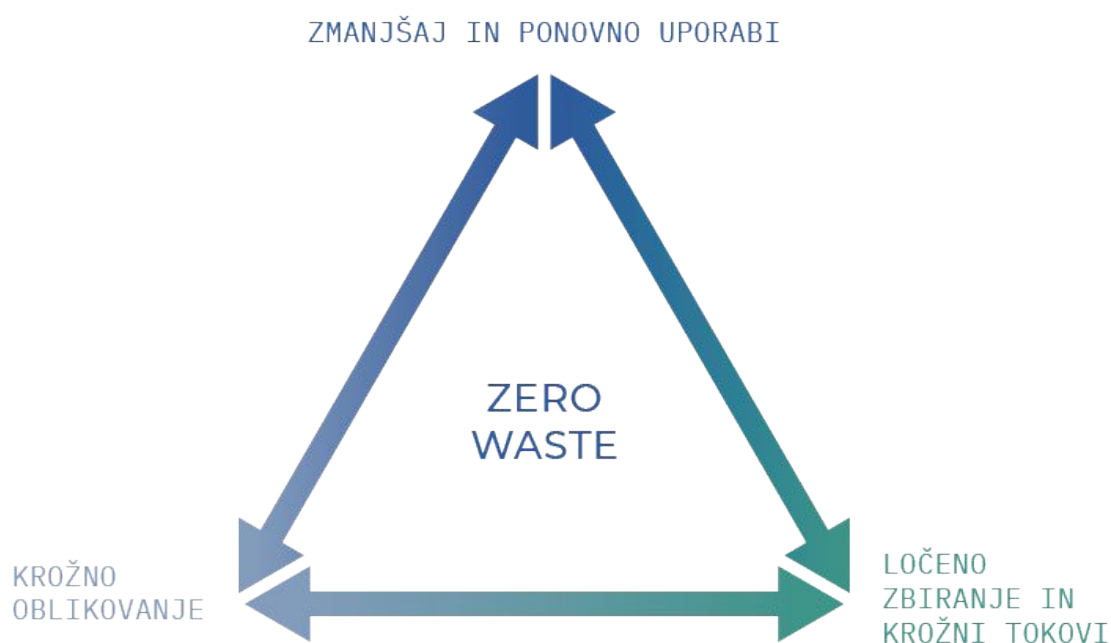 ZMANJŠAJ IN PONOVNO UPORABI
ZERO
WASTE
KROŽNO
OBLIKOVANJE
LOČENO
ZBIRANJE IN
KROŽNI TOKOVI